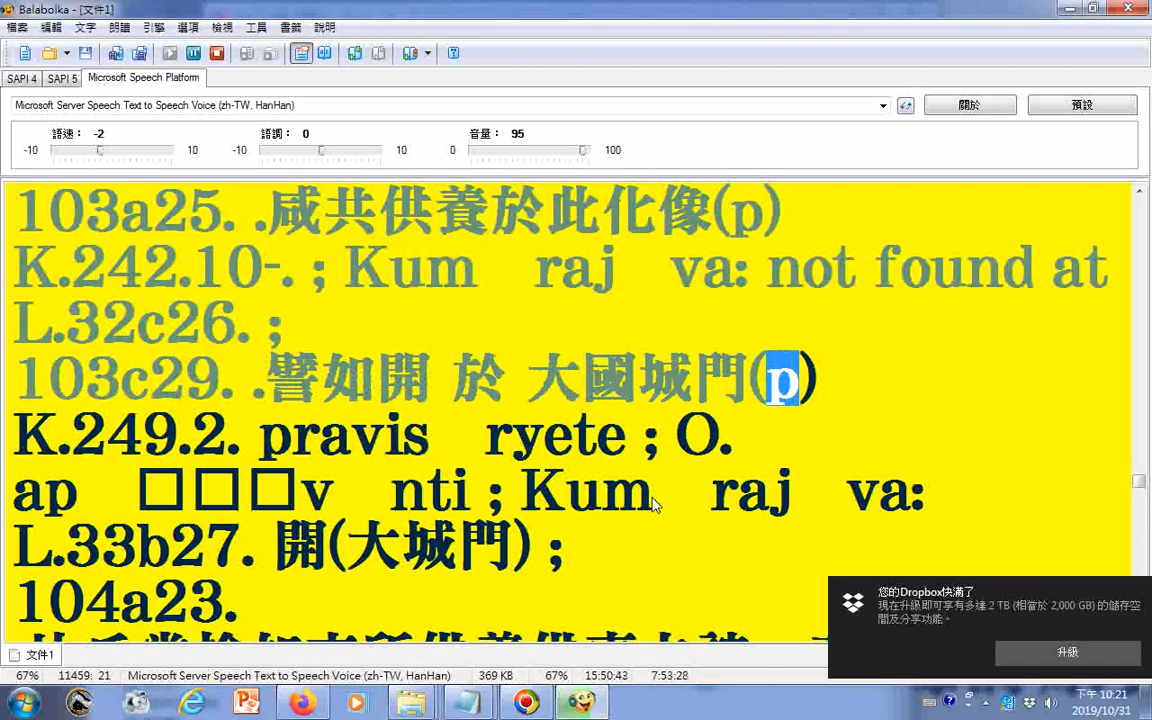 Balabolka - [文件1]
檔案 編輯 文字 朗讀 引擎 選項 檢視 工具 書籤 說明
SAPI 4 SAPI 5 Microsoft Speech Platform
Microsoft Server Speech Text to Speech Voice (zh-TW, HanHan) 關於 預設
語速： -2 語調： 0 音量： 95
-10 10 -10 10 0 100
103a25. .咸共供養於此化像(p)
K.242.10-. ; Kum raj va: not found at
L.32c26. ;
103c29. .譬如開 於 大國城門(p)
K.249.2. pravis ryete ; O.
ap □□□v nti ; Kum raj va:
L.33b27. 開(大城門) ;
104a23.
您的Dropbox快滿了
現在升級即可享有多達 2 TB (相當於 2,000 GB) 的儲存空
間及分享功能。
升級
文件1
67% 11459: 21 Microsoft Server Speech Text to Speech Voice (zh-TW, HanHan) 369 KB 67% 15:50:43 7:53:28
下午 10:21
2019/10/31